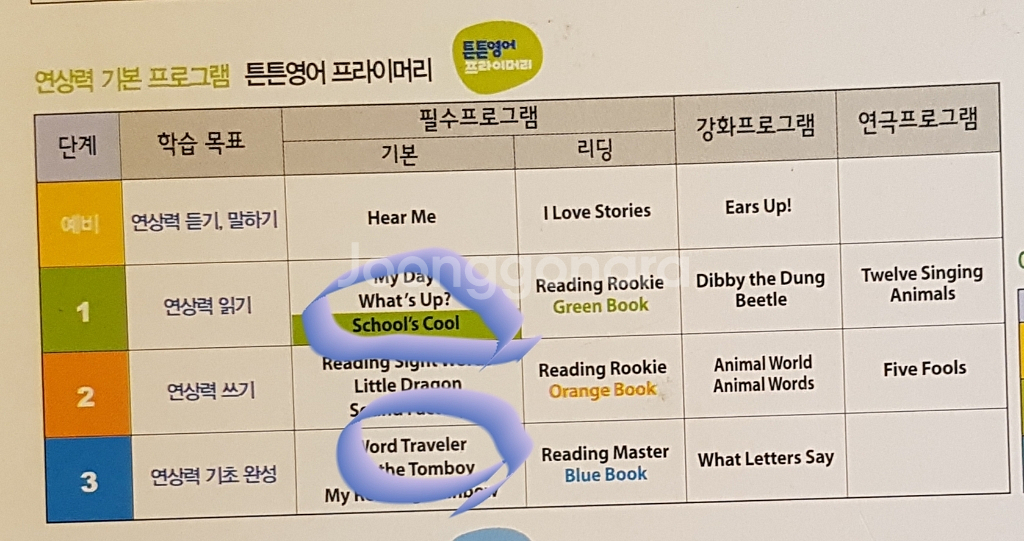 연상력 기본 프로그램 튼튼영어 프라이머리
튼튼영어
프라이머리
단계
학습 목표
필수프로그램
기본
리딩
강화프로그램
연극프로그램
예비
연상력 듣기, 말하기
Hear Me
I Love Stories
Ears Up!
1
연상력 읽기
My Day
What's Up?
School's Cool
Reading Rookie
Green Book
Dibby the Dung
Beetle
Twelve Singing
Animals
2
연상력 쓰기
Reading Sight
Little Dragon
Reading Rookie
Orange Book
Animal World
Animal Words
Five Fools
3
연상력 기초 완성
Word Traveler
the Tomboy
My
Reading Master
Blue Book
What Letters Say
Joonggonara